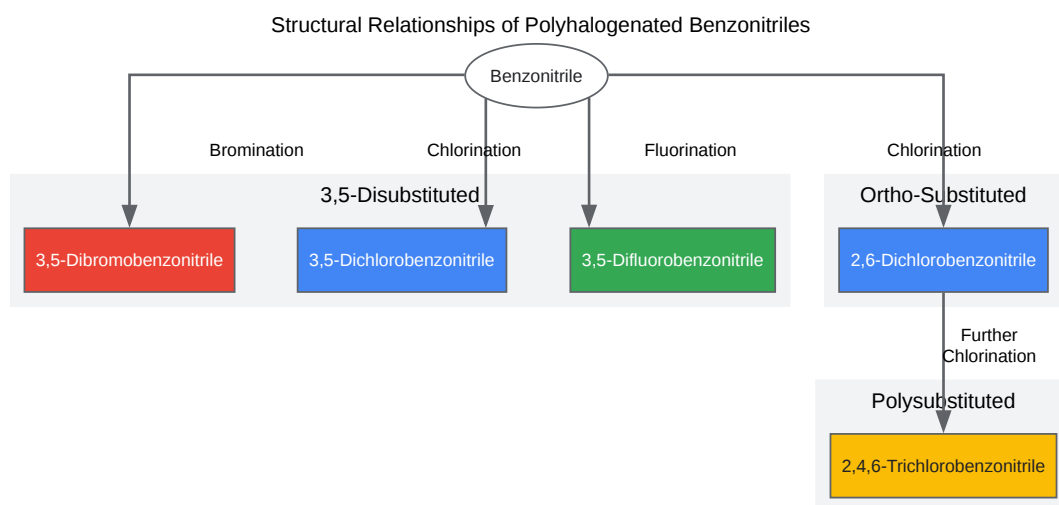 Structural Relationships of Polyhalogenated Benzonitriles
Benzonitrile
Bromination
Chlorination
Fluorination
Chlorination
3,5-Disubstituted
Ortho-Substituted
3,5-Dibromobenzonitrile
3,5-Dichlorobenzonitrile
3,5-Difluorobenzonitrile
2,6-Dichlorobenzonitrile
Further
Chlorination
Polysubstituted
2,4,6-Trichlorobenzonitrile